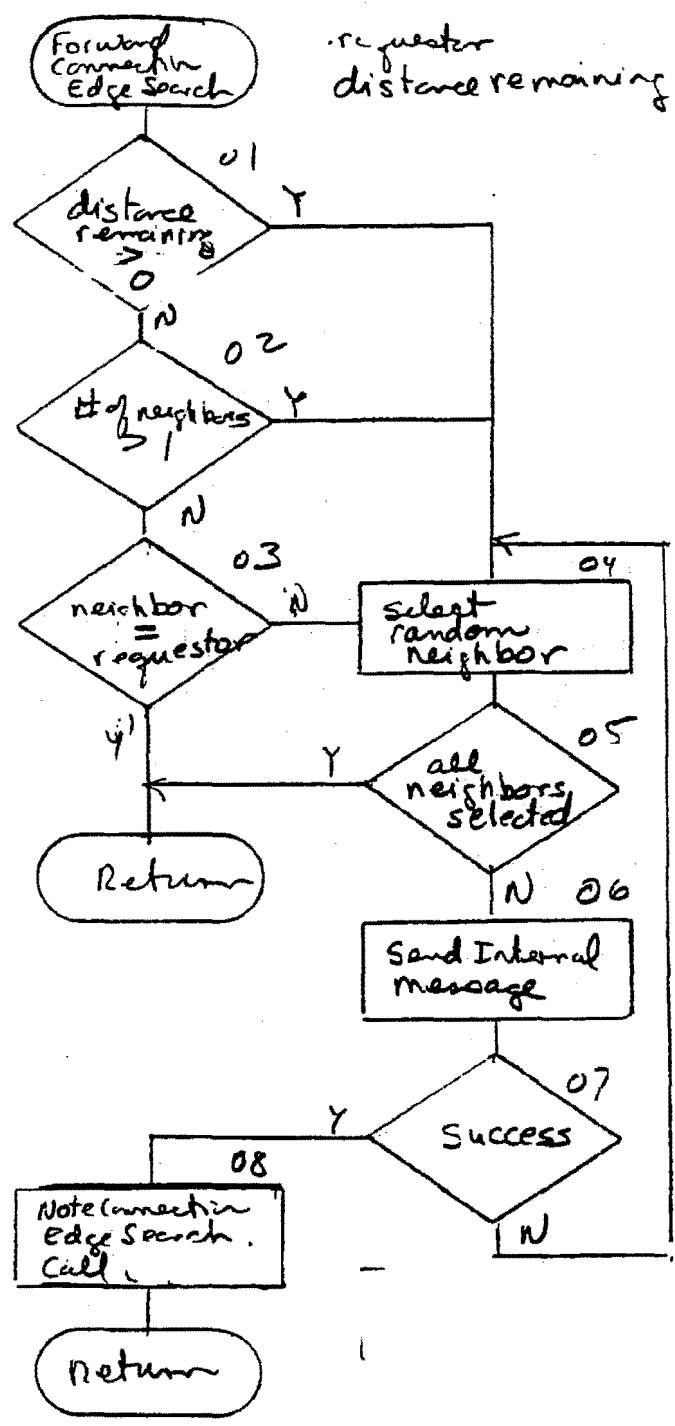 Forward
Connection
Edge Search
requestor
distance remaining
01
distance
remaining
>
0
Y
N
02
# of neighbors
> 1
Y
N
03
neighbor
=
requestor
N
Y
04
select
random
neighbor
05
all
neighbors
selected
Y
N
Return
06
Send Internal
message
07
Success
Y
N
08
Note Connection
Edge Search
Call
Return